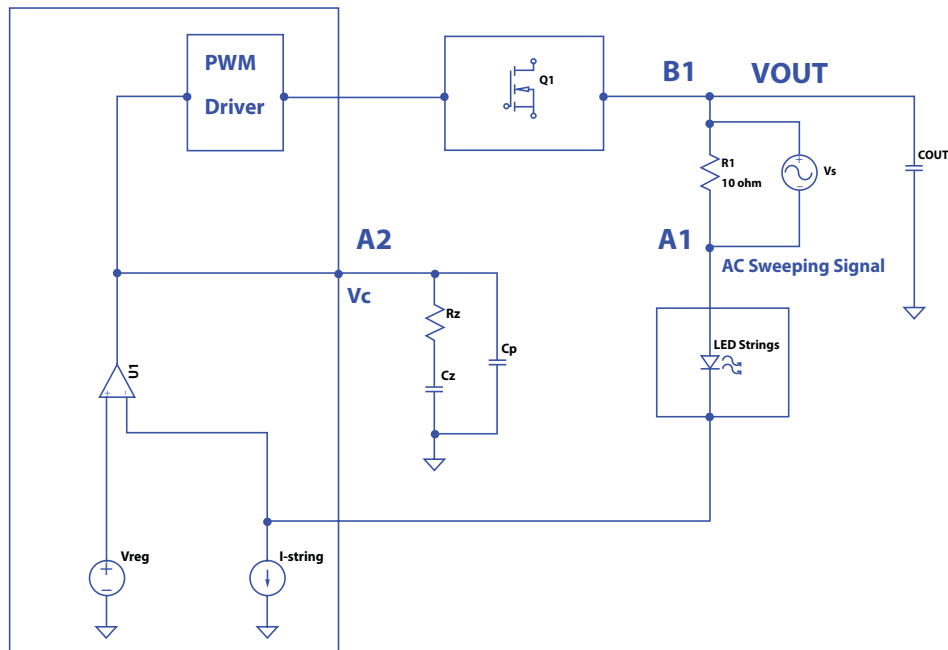 PWM
Driver
Q1
B1
VOUT
R1
10 ohm
Vs
COUT
A2
A1
AC Sweeping Signal
Vc
Rz
Cp
Cz
LED Strings
U1
Vreg
I-string